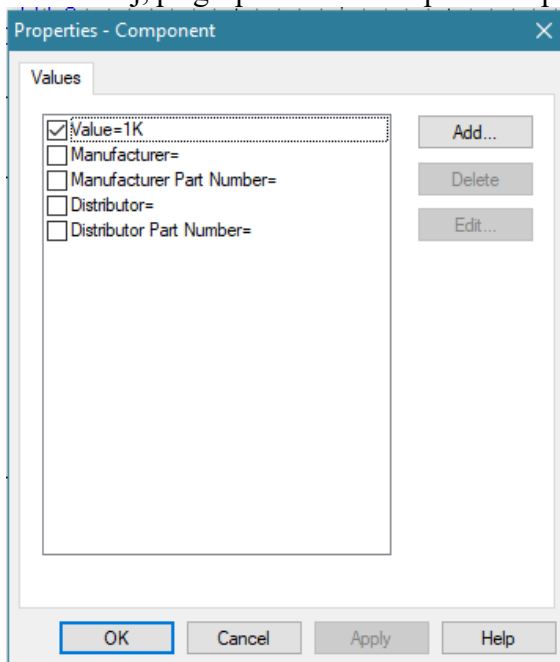 Properties - Component
Values
Value=1K
Manufacturer=
Manufacturer Part Number=
Distributor=
Distributor Part Number=
Add...
Delete
Edit...
OK
Cancel
Apply
Help